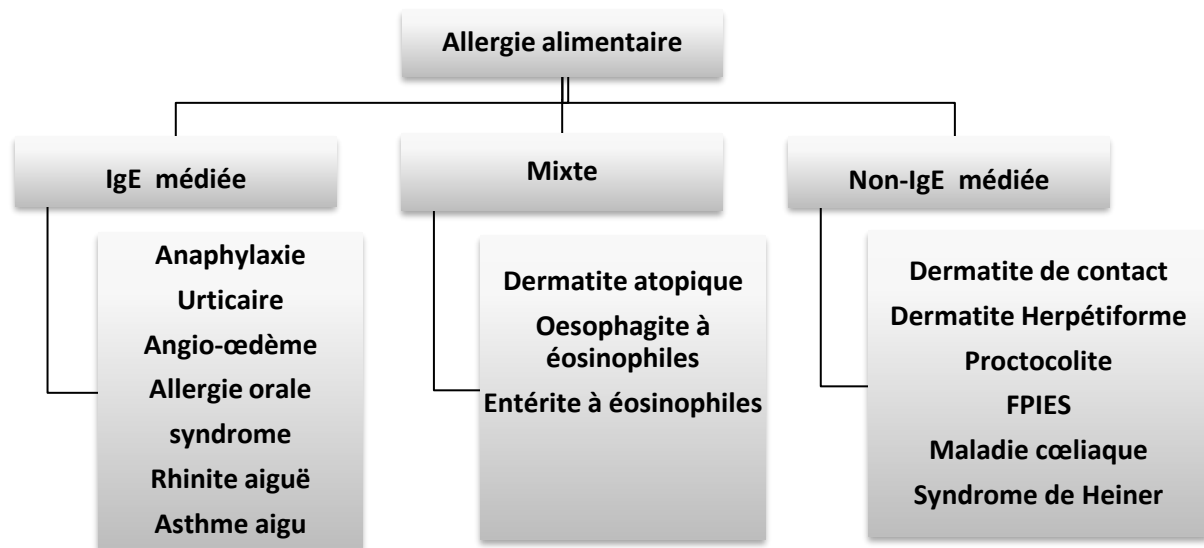 Allergie alimentaire
IgE médiée
Anaphylaxie
Urticaire
Angio-œdème
Allergie orale
syndrome
Rhinite aiguë
Asthme aigu
Mixte
Dermatite atopique
Oesophagite à
éosinophiles
Entérite à éosinophiles
Non-IgE médiée
Dermatite de contact
Dermatite Herpétiforme
Proctocolite
FPIES
Maladie cœliaque
Syndrome de Heiner